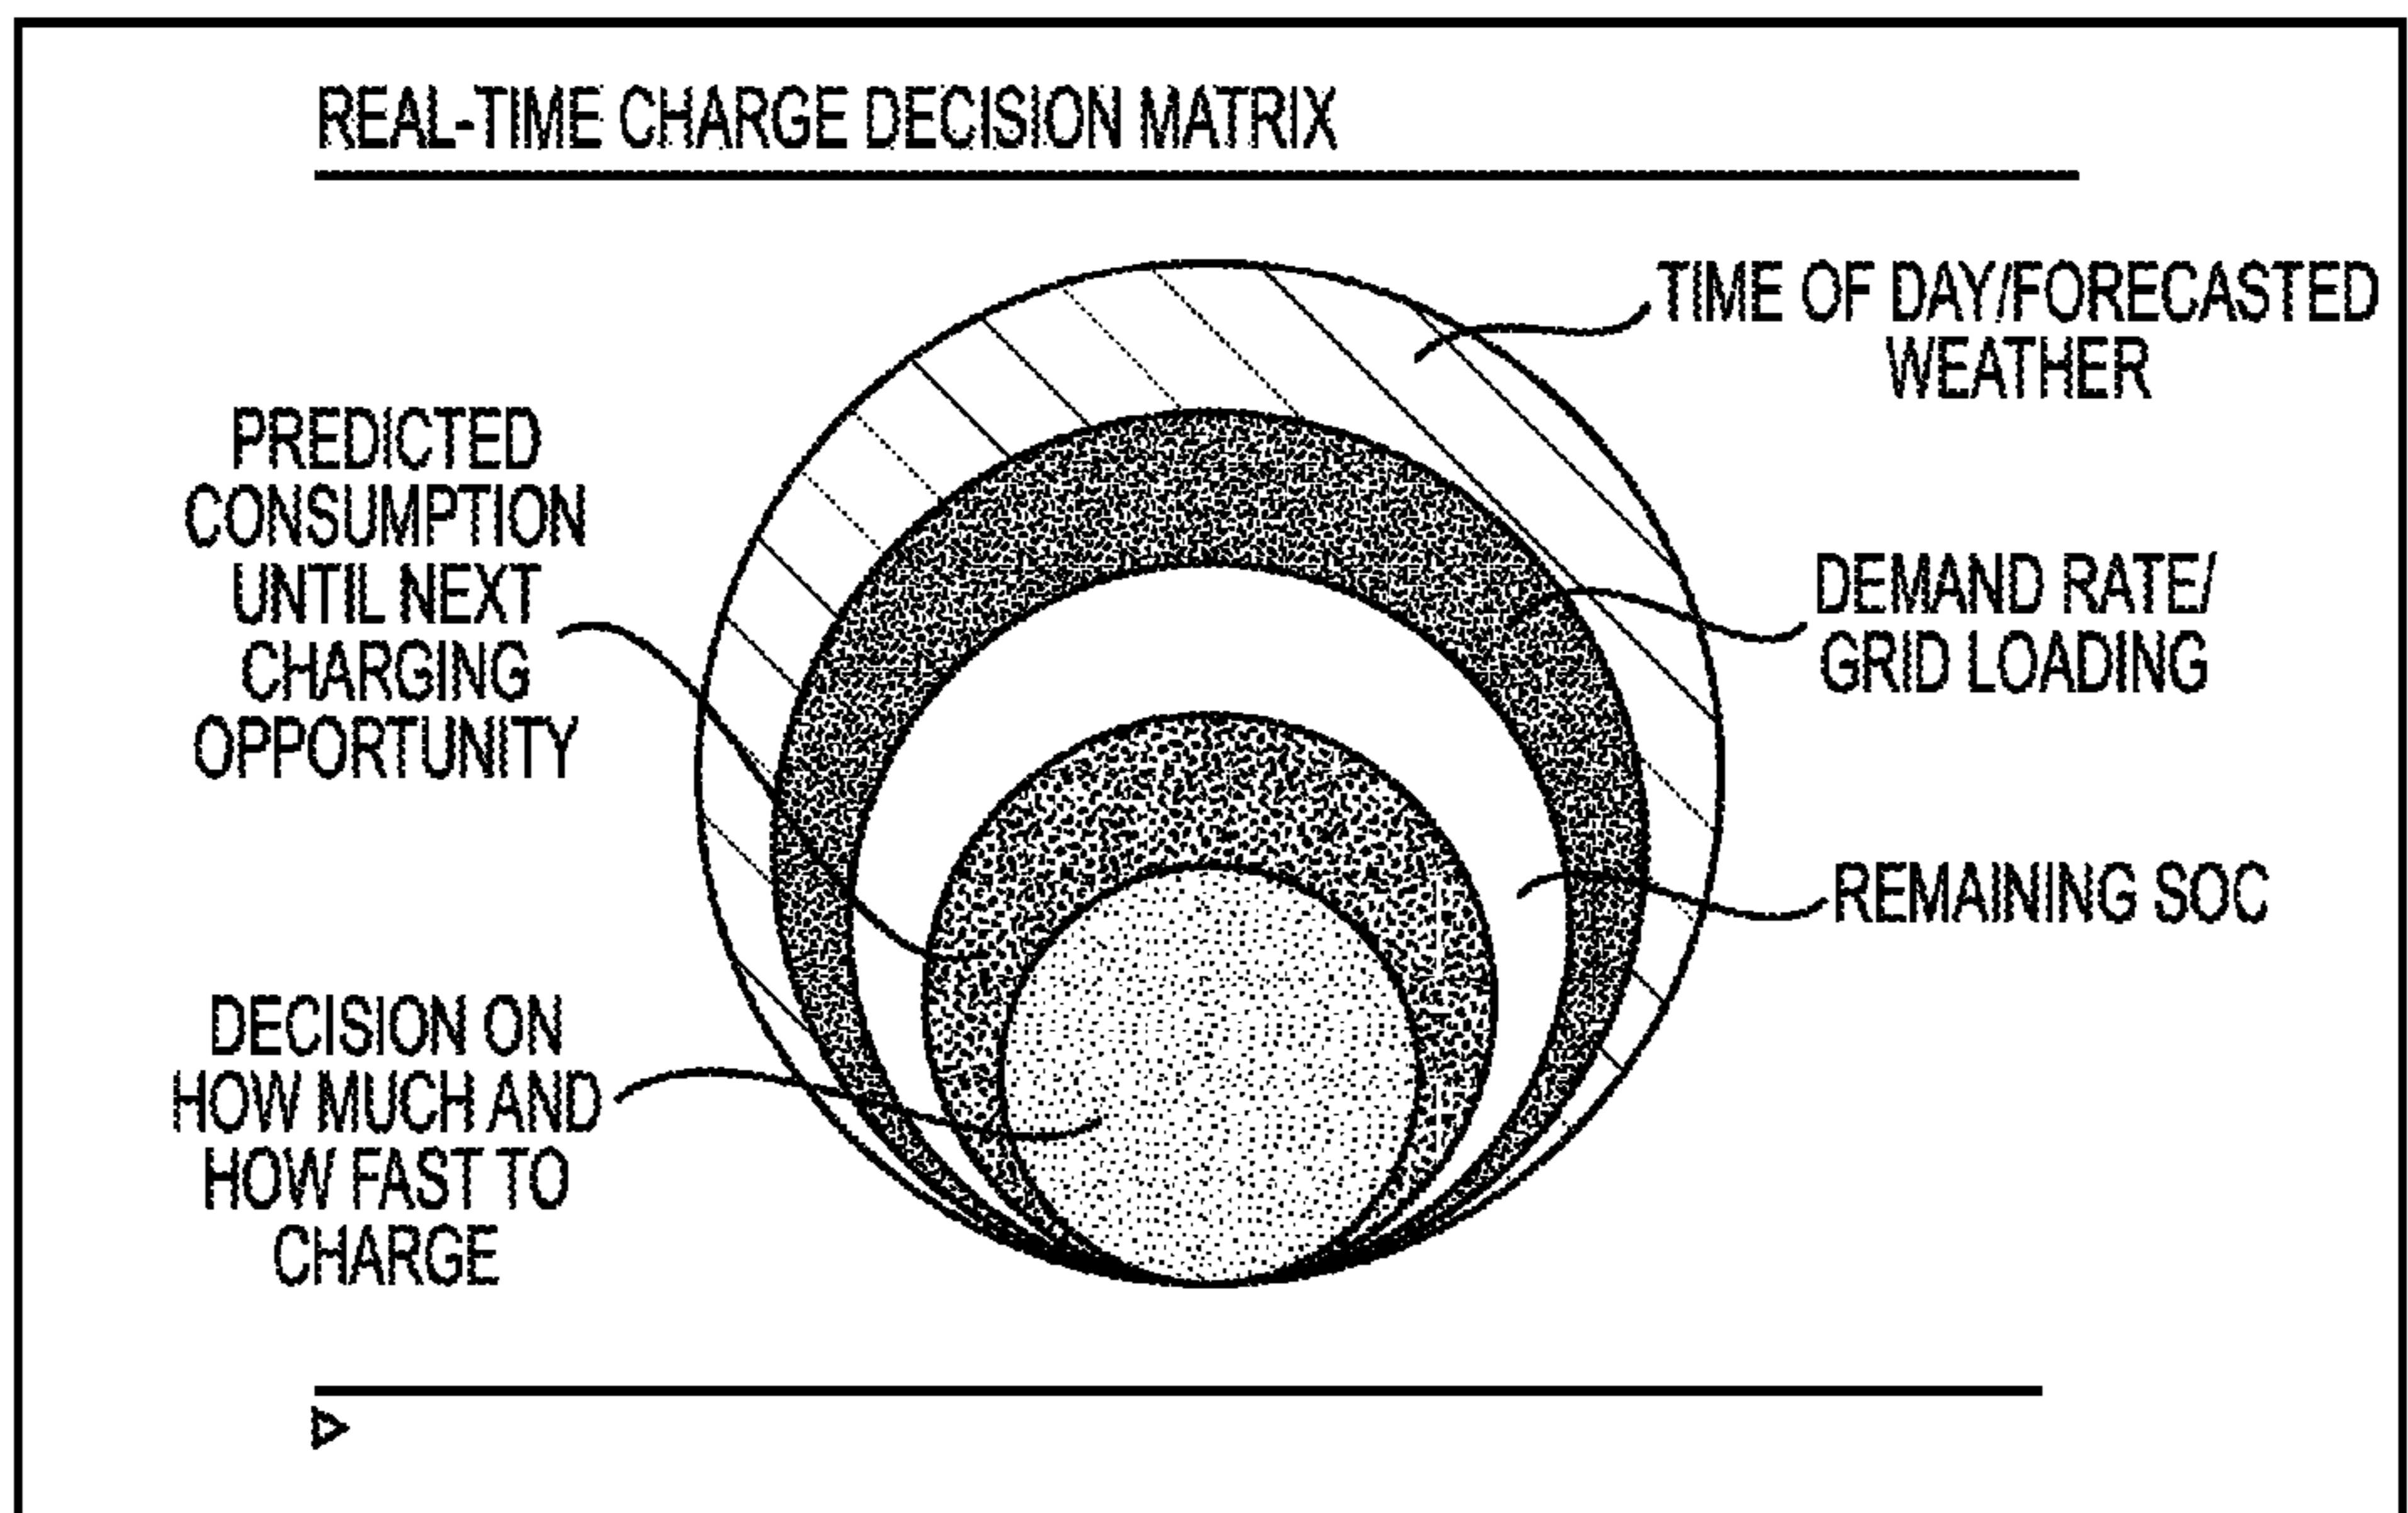 REAL-TIME CHARGE DECISION MATRIX
TIME OF DAY/FORECASTED
WEATHER
PREDICTED
CONSUMPTION
UNTIL NEXT
CHARGING
OPPORTUNITY
DEMAND RATE/
GRID LOADING
REMAINING SOC
DECISION ON
HOW MUCH AND
HOW FAST TO
CHARGE